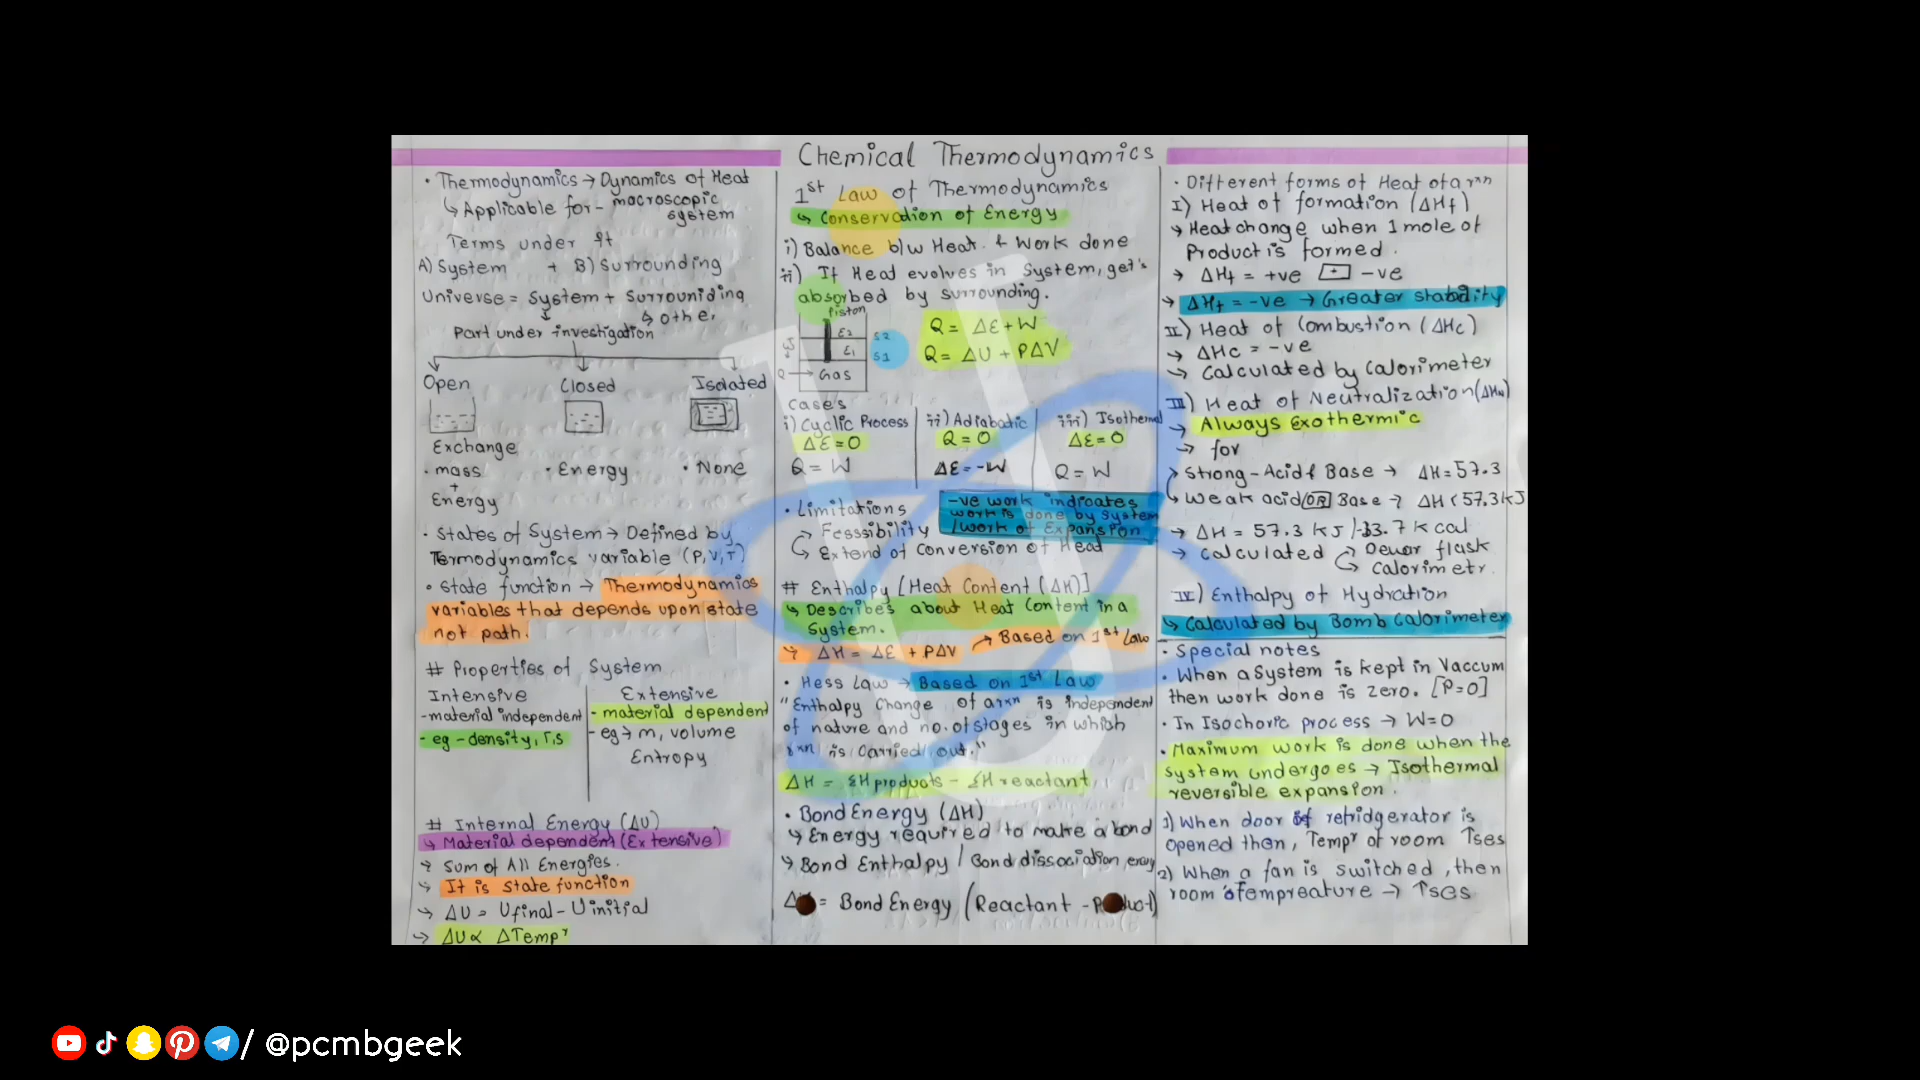 Chemical Thermodynamics
• Thermodynamics → Dynamics of Heat
↳ Applicable for - macroscopic system
Terms under It
A) System + B) Surrounding
Universe = System + Surrouniding
↳ other
Part under investigation
Open Closed Isolated
Exchange
• mass • Energy • None
+
Energy
• States of System → Defined by
Termodynamics variable (P,V,T)
• State function → Thermodynamics
variables that depends upon state
not path.
# Properties of System
Intensive Extensive
- material independent - material dependent
- eg - density, T,S - eg → m, volume
Entropy
# Internal Energy (ΔU)
↳ Material dependent (Extensive)
→ Sum of All Energies.
→ It is state function
→ ΔU = Ufinal - Uinitial
→ ΔU ∝ ΔTempʳ
1st Law of Thermodynamics
↳ Conservation of Energy
i) Balance b/w Heat & Work done
ii) If Heat evolves in System, get's
absorbed by surrounding.
Piston
E2 S2
W E1 S1
Q → Gas
Q = ΔE + W
Q = ΔU + PΔV
Cases
i) Cyclic Process ii) Adiabatic iii) Isothermal
ΔE = 0 Q = 0 ΔE = 0
Q = W ΔE = -W Q = W
• Limitations
→ Fesssibility
↳ Extend of Conversion of Head
-ve work indicates
work is done by System
/work of Expansion
# Enthalpy [Heat Content (ΔH)]
↳ Describes about Heat Content in a
System.
→ Based on 1st Law
↳ ΔH = ΔE + PΔV
• Hess Law → Based on 1st Law
"Enthalpy Change of a rxn is independent
of nature and no. of stages in which
rxn is Carried out."
ΔH = ΣH products - ΣH reactant
• Bond Energy (ΔH)
↳ Energy required to make a bond
↳ Bond Enthalpy / Bond dissociation energy
= Bond Energy (Reactant - Product)
• Different forms of Heat of a rxn
I) Heat of formation (ΔHf)
→ Heat change when 1 mole of
Product is formed.
→ ΔHf = +ve -ve
→ ΔHf = -ve → Greater stability
II) Heat of Combustion (ΔHc)
→ ΔHc = -ve
→ Calculated by Calorimeter
III) Heat of Neutralization (ΔHn)
→ Always Exothermic
→ for
→ Strong-Acid & Base → ΔH = 57.3
↳ weak acid OR Base → ΔH < 57.3 kJ
→ ΔH = 57.3 KJ /-13.7 K cal
→ Calculated → Dewar flask
↳ Calorimetr.
IV) Enthalpy of Hydration
↳ Calculated by Bomb Calorimeter
• Special notes
• When a System is kept in Vaccum
then work done is zero. [P=0]
• In Isochoric process → W=0
• Maximum work is done when the
system undergoes → Isothermal
reversible expansion.
1) When door of refridgerator is
opened then, Tempʳ of room ↑ses
2) When a fan is switched, then
room tempreature → ↑ses
/ @pcmbgeek